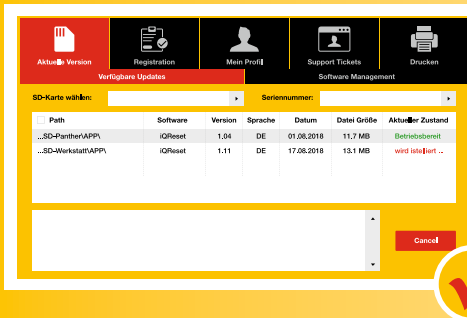 Aktuelle Version Registration Mein Profil Support Tickets Drucken
Verfügbare Updates Software Management
SD-Karte wählen: Seriennummer:
Path Software Version Sprache Datum Datei Größe Aktueller Zustand
...SD-Panther\APP\ iQReset 1.04 DE 01.08.2018 11.7 MB Betriebsbereit
...SD-Werkstatt\APP\ iQReset 1.11 DE 17.08.2018 13.1 MB wird istelliert ...
Cancel